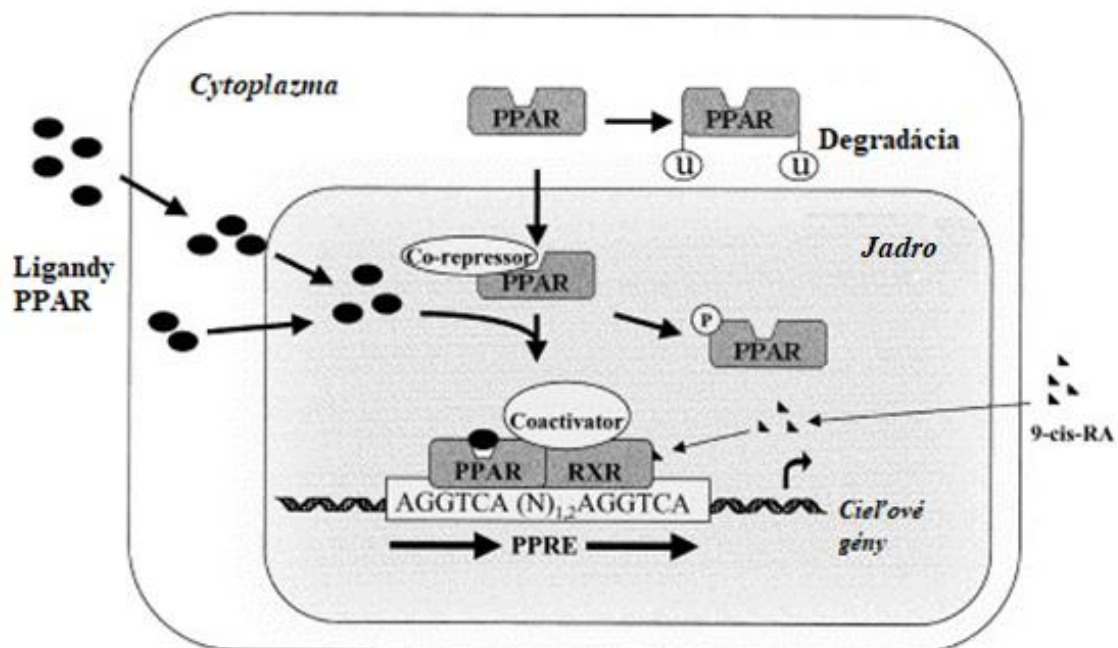 Cytoplazma
PPAR
PPAR
u
u
Degradácia
Jadro
Ligandy
PPAR
Co-repressor
PPAR
P
PPAR
Coactivator
PPAR
RXR
9-cis-RA
AGGTCA (N)1,2AGGTCA
Cieľové
gény
PPRE